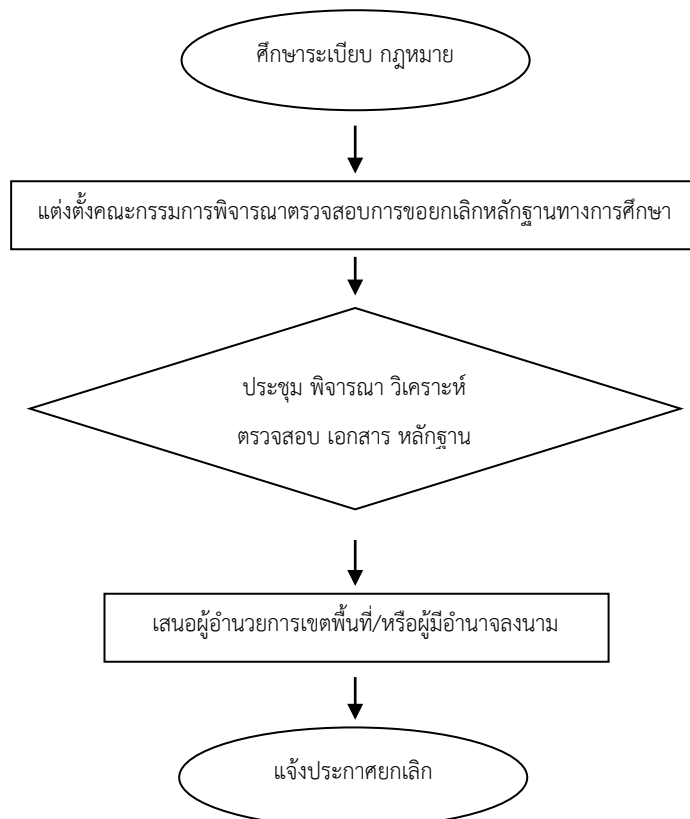 ศึกษาระเบียบ กฎหมาย
แต่งตั้งคณะกรรมการพิจารณาตรวจสอบการขอยกเลิกหลักฐานทางการศึกษา
ประชุม พิจารณา วิเคราะห์
ตรวจสอบ เอกสาร หลักฐาน
เสนอผู้อำนวยการเขตพื้นที่/หรือผู้มีอำนาจลงนาม
แจ้งประกาศยกเลิก